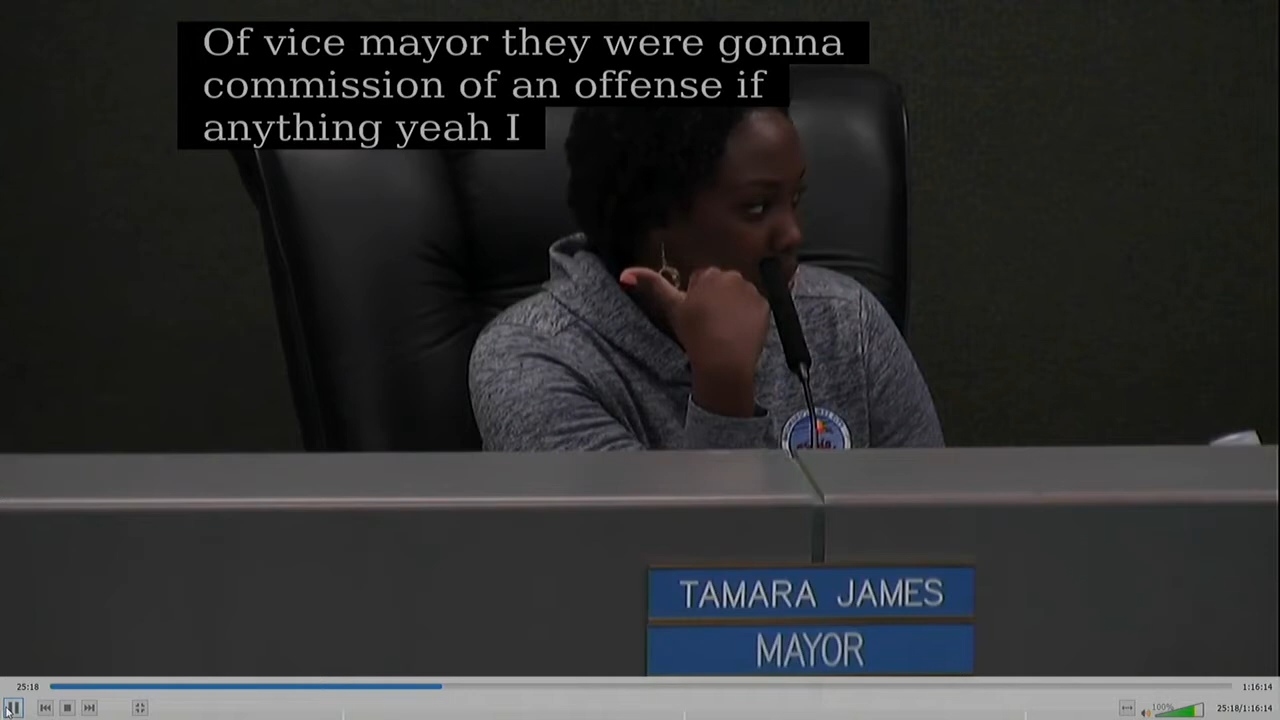 Of vice mayor they were gonna
commission of an offense if
anything yeah I
TAMARA JAMES
MAYOR
25:18
1:16:14
100%
25:18/1:16:14